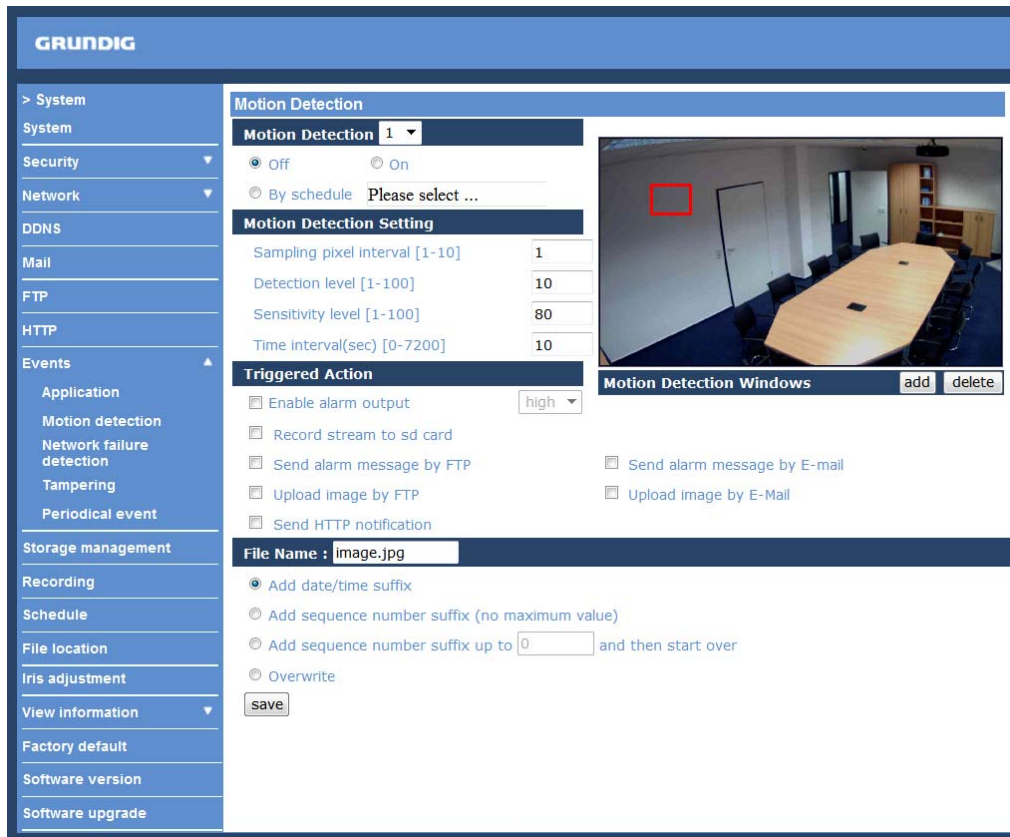 GRUNDIG
> System
System
Security
Network
DDNS
Mail
FTP
HTTP
Events
Application
Motion detection
Network failure
detection
Tampering
Periodical event
Storage management
Recording
Schedule
File location
Iris adjustment
View information
Factory default
Software version
Software upgrade
Motion Detection
Motion Detection 1
Off On
By schedule Please select ...
Motion Detection Setting
Sampling pixel interval [1-10] 1
Detection level [1-100] 10
Sensitivity level [1-100] 80
Time interval(sec) [0-7200] 10
Motion Detection Windows add delete
Triggered Action
Enable alarm output high
Record stream to sd card
Send alarm message by FTP Send alarm message by E-mail
Upload image by FTP Upload image by E-Mail
Send HTTP notification
File Name : image.jpg
Add date/time suffix
Add sequence number suffix (no maximum value)
Add sequence number suffix up to 0 and then start over
Overwrite
save